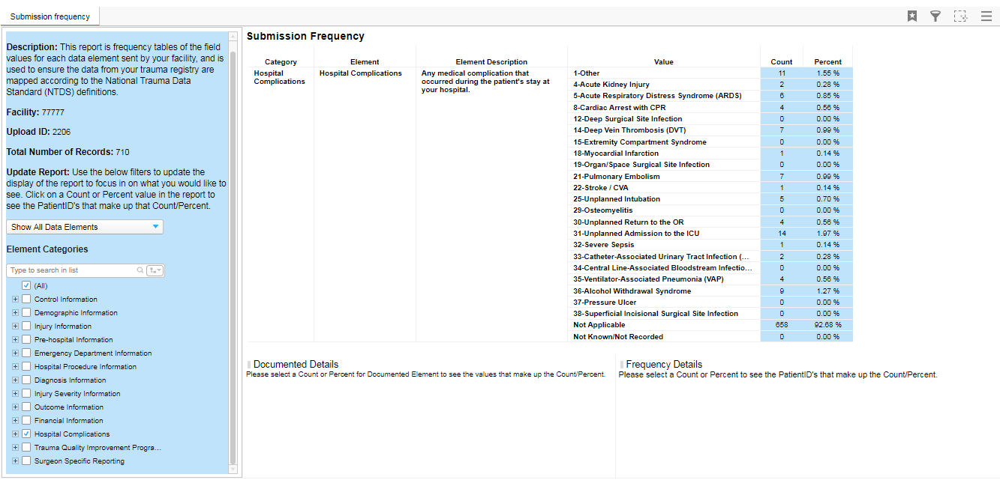 Submission frequency
Description: This report is frequency tables of the field
values for each data element sent by your facility, and is
used to ensure the data from your trauma registry are
mapped according to the National Trauma Data
Standard (NTDS) definitions.
Facility: 77777
Upload ID: 2206
Total Number of Records: 710
Update Report: Use the below filters to update the
display of the report to focus in on what you would like to
see. Click on a Count or Percent value in the report to
see the PatientID's that make up that Count/Percent.
Show All Data Elements
Element Categories
Type to search in list
(All)
Control Information
Demographic Information
Injury Information
Pre-hospital Information
Emergency Department Information
Hospital Procedure Information
Diagnosis Information
Injury Severity Information
Outcome Information
Financial Information
Hospital Complications
Trauma Quality Improvement Progra...
Surgeon Specific Reporting
Submission Frequency
Category Element Element Description Value Count Percent
Hospital Complications Hospital Complications Any medical complication that occurred during the patient's stay at your hospital.
1-Other 11 1.55 %
4-Acute Kidney Injury 2 0.28 %
5-Acute Respiratory Distress Syndrome (ARDS) 6 0.85 %
8-Cardiac Arrest with CPR 4 0.56 %
12-Deep Surgical Site Infection 0 0.00 %
14-Deep Vein Thrombosis (DVT) 7 0.99 %
15-Extremity Compartment Syndrome 0 0.00 %
18-Myocardial Infarction 1 0.14 %
19-Organ/Space Surgical Site Infection 0 0.00 %
21-Pulmonary Embolism 7 0.99 %
22-Stroke / CVA 1 0.14 %
25-Unplanned Intubation 5 0.70 %
29-Osteomyelitis 0 0.00 %
30-Unplanned Return to the OR 4 0.56 %
31-Unplanned Admission to the ICU 14 1.97 %
32-Severe Sepsis 1 0.14 %
33-Catheter-Associated Urinary Tract Infection (... 2 0.28 %
34-Central Line-Associated Bloodstream Infectio... 0 0.00 %
35-Ventilator-Associated Pneumonia (VAP) 4 0.56 %
36-Alcohol Withdrawal Syndrome 9 1.27 %
37-Pressure Ulcer 0 0.00 %
38-Superficial Incisional Surgical Site Infection 0 0.00 %
Not Applicable 658 92.68 %
Not Known/Not Recorded 0 0.00 %
Documented Details
Please select a Count or Percent for Documented Element to see the values that make up the Count/Percent.
Frequency Details
Please select a Count or Percent to see the PatientID's that make up the Count/Percent.